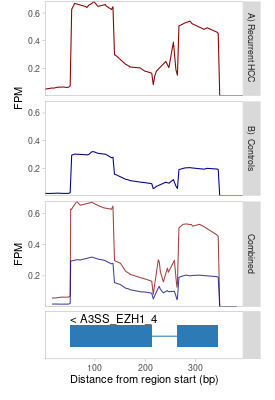 0.6
0.4
0.2
FPM
A) Recurrent HCC
0.6
0.4
0.2
FPM
B) Controls
0.6
0.4
0.2
FPM
Combined
< A3SS_EZH1_4
100 200 300
Distance from region start (bp)